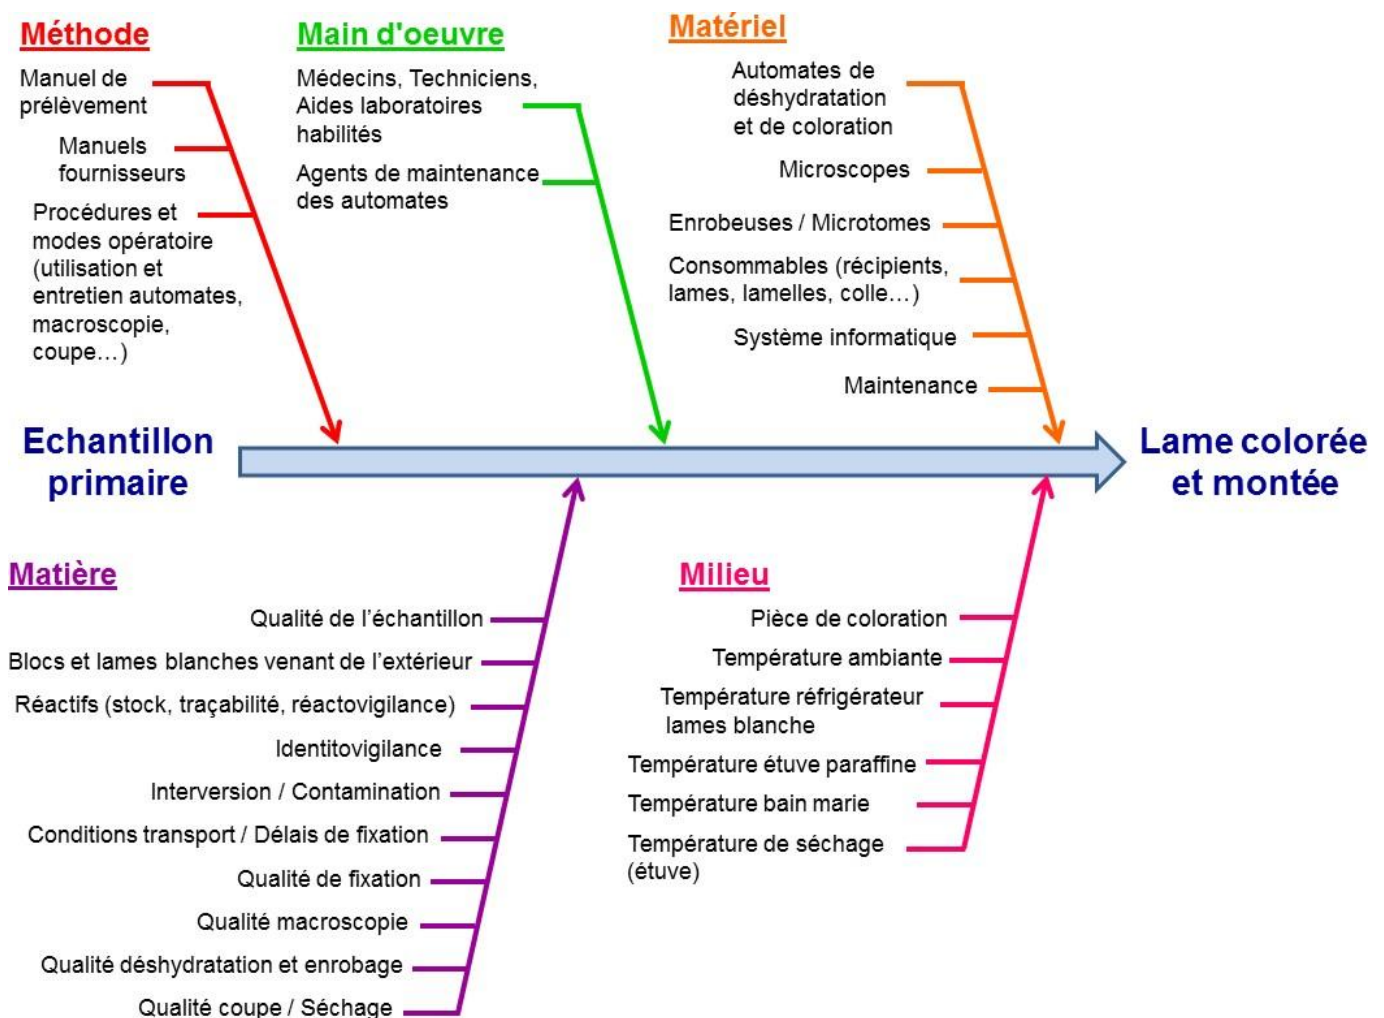 Méthode
Manuel de
prélèvement
Manuels
fournisseurs
Procédures et
modes opératoire
(utilisation et
entretien automates,
macroscopie,
coupe…)
Main d'oeuvre
Médecins, Techniciens,
Aides laboratoires
habilités
Agents de maintenance
des automates
Matériel
Automates de
déshydratation
et de coloration
Microscopes
Enrobeuses / Microtomes
Consommables (récipients,
lames, lamelles, colle…)
Système informatique
Maintenance
Echantillon
primaire
Lame colorée
et montée
Matière
Qualité de l’échantillon
Blocs et lames blanches venant de l’extérieur
Réactifs (stock, traçabilité, réactovigilance)
Identitovigilance
Interversion / Contamination
Conditions transport / Délais de fixation
Qualité de fixation
Qualité macroscopie
Qualité déshydratation et enrobage
Qualité coupe / Séchage
Milieu
Pièce de coloration
Température ambiante
Température réfrigérateur
lames blanche
Température étuve paraffine
Température bain marie
Température de séchage
(étuve)